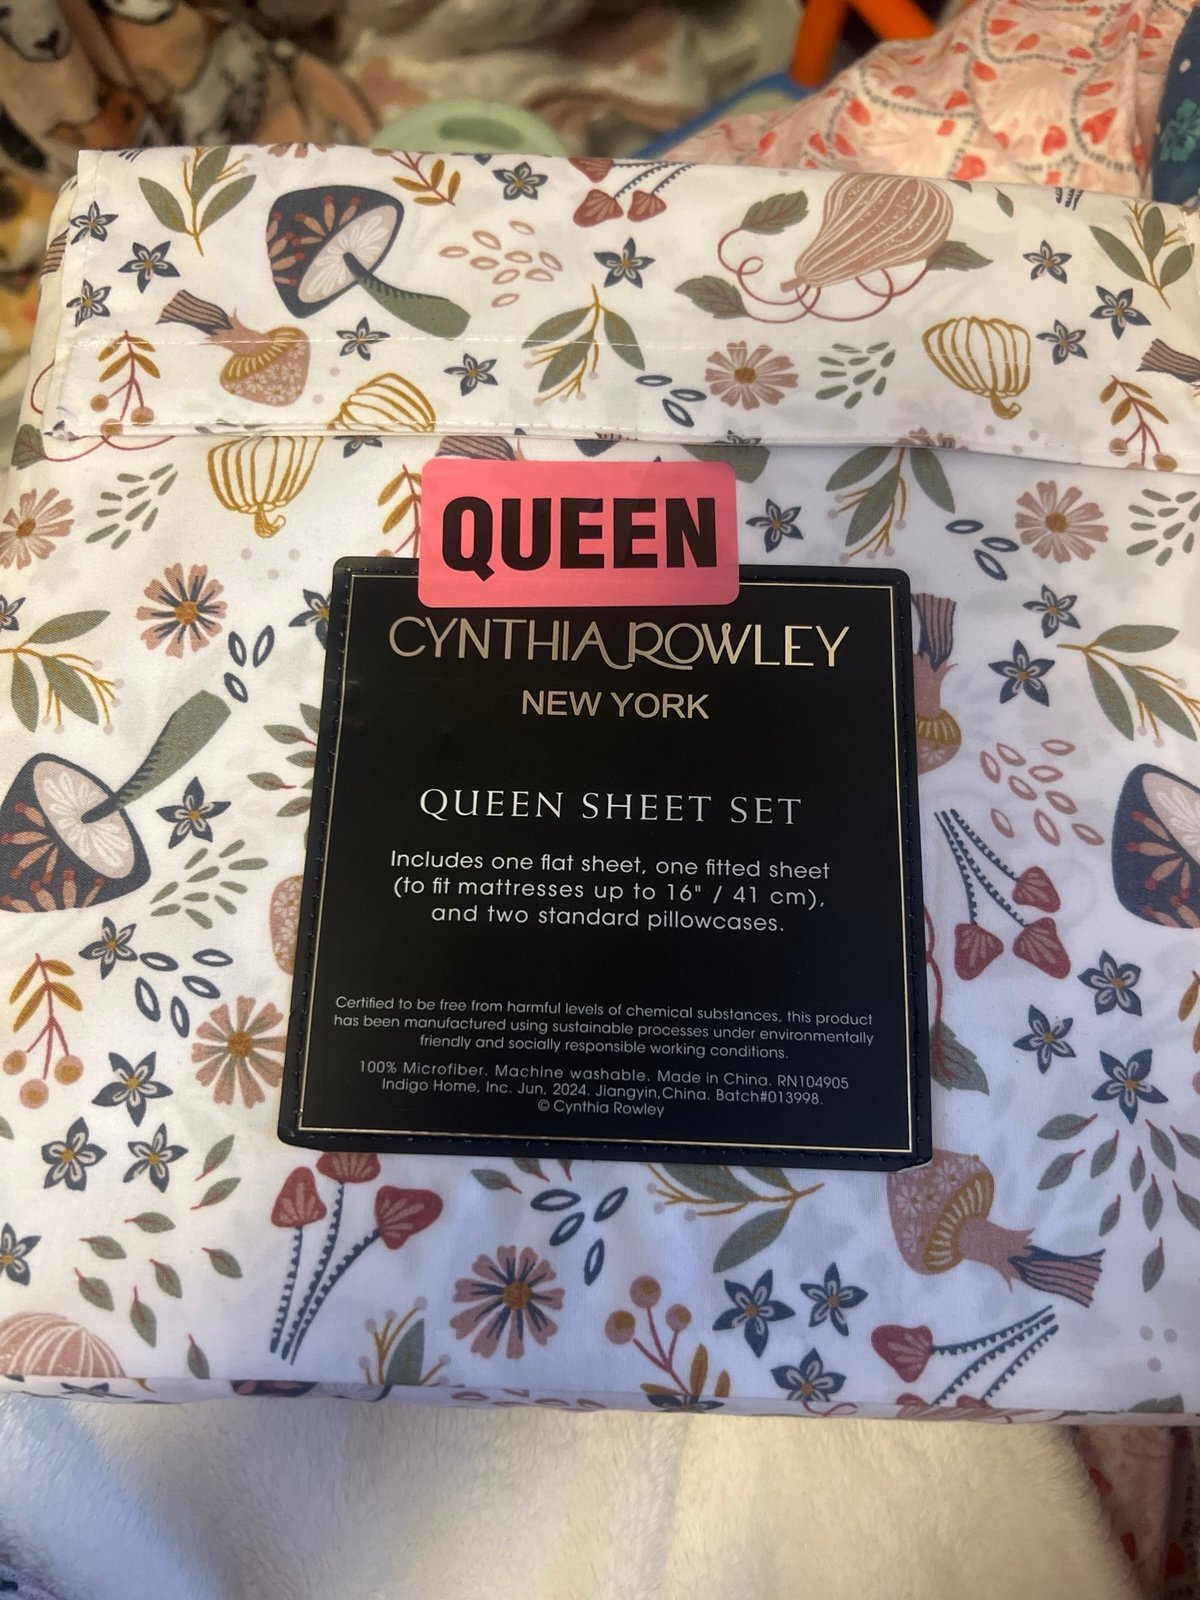 QUEEN
CYNTHIA ROWLEY
NEW YORK
QUEEN SHEET SET
Includes one flat sheet, one fitted sheet
(to fit mattresses up to 16" / 41 cm),
and two standard pillowcases.
Certified to be free from harmful levels of chemical substances, this product
has been manufactured using sustainable processes under environmentally
friendly and socially responsible working conditions.
100% Microfiber. Machine washable. Made in China. RN104905
Indigo Home, Inc. Jun, 2024. Jiangyin,China. Batch#013998.
© Cynthia Rowley